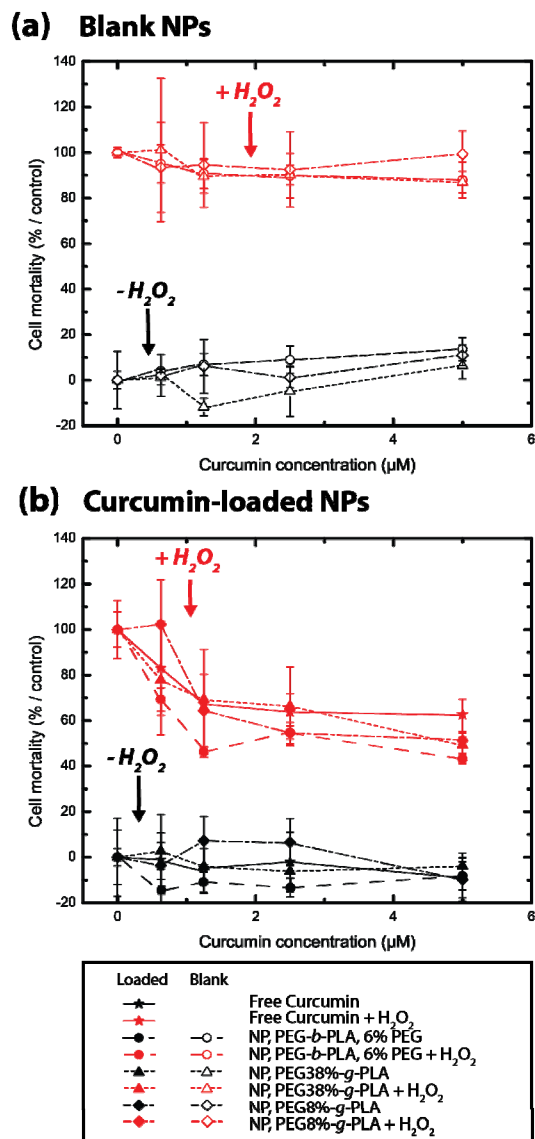 (a) Blank NPs
140
120
100
80
60
40
20
0
-20
Cell mortality (% / control)
+ H2O2
- H2O2
0 2 4 6
Curcumin concentration (µM)
(b) Curcumin-loaded NPs
140
120
100
80
60
40
20
0
-20
Cell mortality (% / control)
+ H2O2
- H2O2
0 2 4 6
Curcumin concentration (µM)
Loaded Blank
Free Curcumin
Free Curcumin + H2O2
NP, PEG-b-PLA, 6% PEG
NP, PEG-b-PLA, 6% PEG + H2O2
NP, PEG38%-g-PLA
NP, PEG38%-g-PLA + H2O2
NP, PEG8%-g-PLA
NP, PEG8%-g-PLA + H2O2